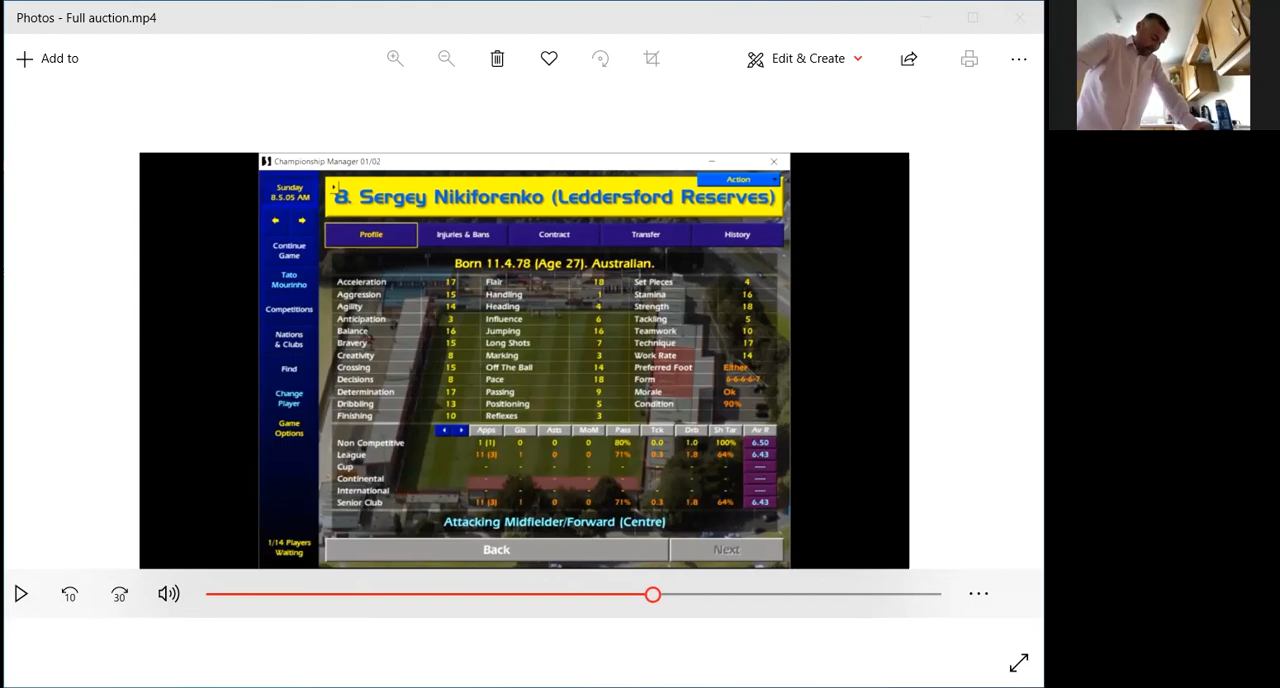 Photos - Full auction.mp4
Add to
Edit & Create
Championship Manager 01/02
Sunday
8.5.05 AM
Continue
Game
Tato
Mourinho
Competitions
Nations
& Clubs
Find
Change
Player
Game
Options
1/14 Players
Waiting
Action
8. Sergey Nikiforenko (Leddersford Reserves)
Profile Injuries & Bans Contract Transfer History
Born 11.4.78 (Age 27). Australian.
Acceleration 17 Flair 18 Set Pieces 4
Aggression 15 Handling 1 Stamina 16
Agility 14 Heading 4 Strength 18
Anticipation 3 Influence 6 Tackling 5
Balance 16 Jumping 16 Teamwork 10
Bravery 15 Long Shots 7 Technique 17
Creativity 8 Marking 3 Work Rate 14
Crossing 15 Off The Ball 14 Preferred Foot Either
Decisions 8 Pace 18 Form 6-6-6-6-7
Determination 17 Passing 9 Morale Ok
Dribbling 13 Positioning 5 Condition 90%
Finishing 10 Reflexes 3
Apps Gls Asts MoM Pass Tck Drb Sh Tar Av R
Non Competitive 1 (1) 0 0 0 80% 0.0 1.0 100% 6.50
League 11 (3) 1 0 0 71% 0.3 1.8 64% 6.43
Cup - - - - - - - - ----
Continental - - - - - - - - ----
International - - - - - - - - ----
Senior Club 11 (3) 1 0 0 71% 0.3 1.8 64% 6.43
Attacking Midfielder/Forward (Centre)
Back Next
10
30